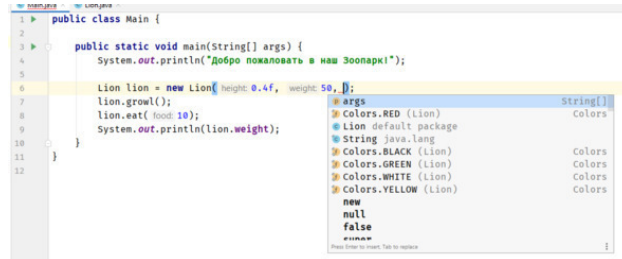 Main.java Lion.java
1 public class Main {
2
3 public static void main(String[] args) {
4 System.out.println("Добро пожаловать в наш Зоопарк!");
5
6 Lion lion = new Lion( height: 0.4f, weight: 50, );
7 lion.growl();
8 lion.eat( food: 10);
9 System.out.println(lion.weight);
10 }
11 }
12
args String[]
Colors.RED (Lion) Colors
Lion default package
String java.lang
Colors.BLACK (Lion) Colors
Colors.GREEN (Lion) Colors
Colors.WHITE (Lion) Colors
Colors.YELLOW (Lion) Colors
new
null
false
super
Press Enter to insert, Tab to replace